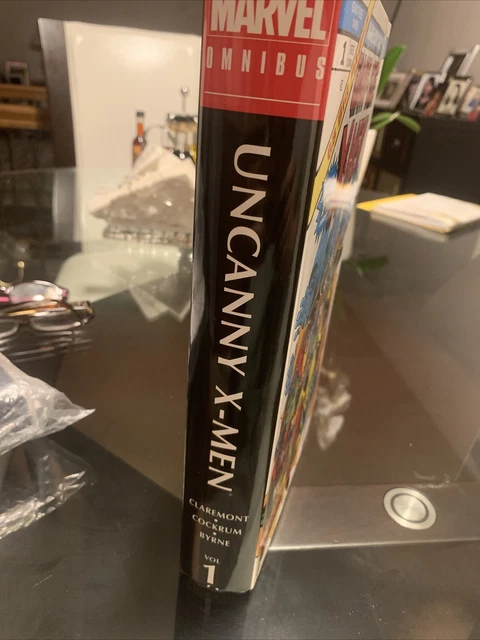 MARVEL
OMNIBUS
UNCANNY X-MEN
CLAREMONT
COCKRUM
BYRNE
VOL
1